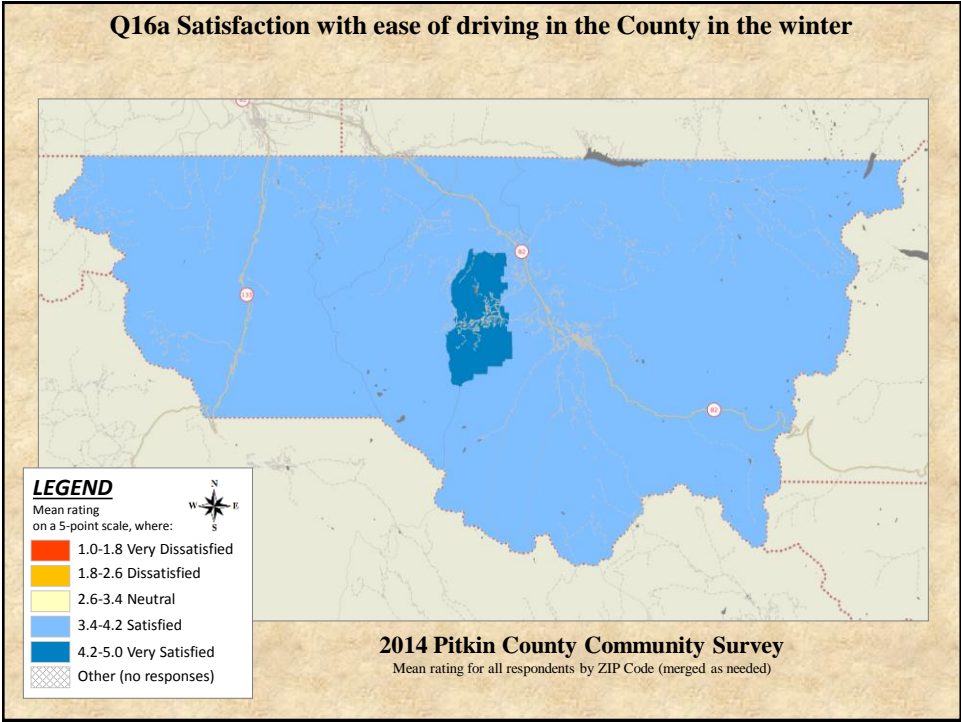 Q16a Satisfaction with ease of driving in the County in the winter
82
82
133
82
LEGEND
Mean rating
on a 5-point scale, where:
N
W E
S
1.0-1.8 Very Dissatisfied
1.8-2.6 Dissatisfied
2.6-3.4 Neutral
3.4-4.2 Satisfied
4.2-5.0 Very Satisfied
Other (no responses)
2014 Pitkin County Community Survey
Mean rating for all respondents by ZIP Code (merged as needed)